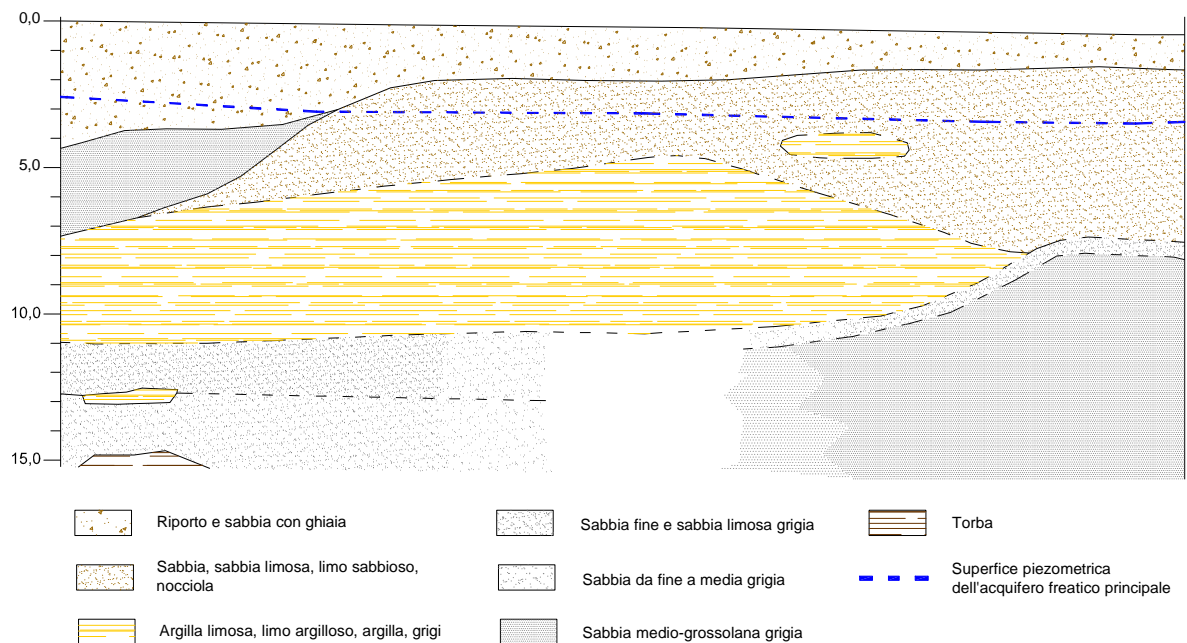 0,0
5,0
10,0
15,0
Riporto e sabbia con ghiaia
Sabbia, sabbia limosa, limo sabbioso,
nocciola
Argilla limosa, limo argilloso, argilla, grigi
Sabbia fine e sabbia limosa grigia
Sabbia da fine a media grigia
Sabbia medio-grossolana grigia
Torba
Superfice piezometrica
dell'acquifero freatico principale